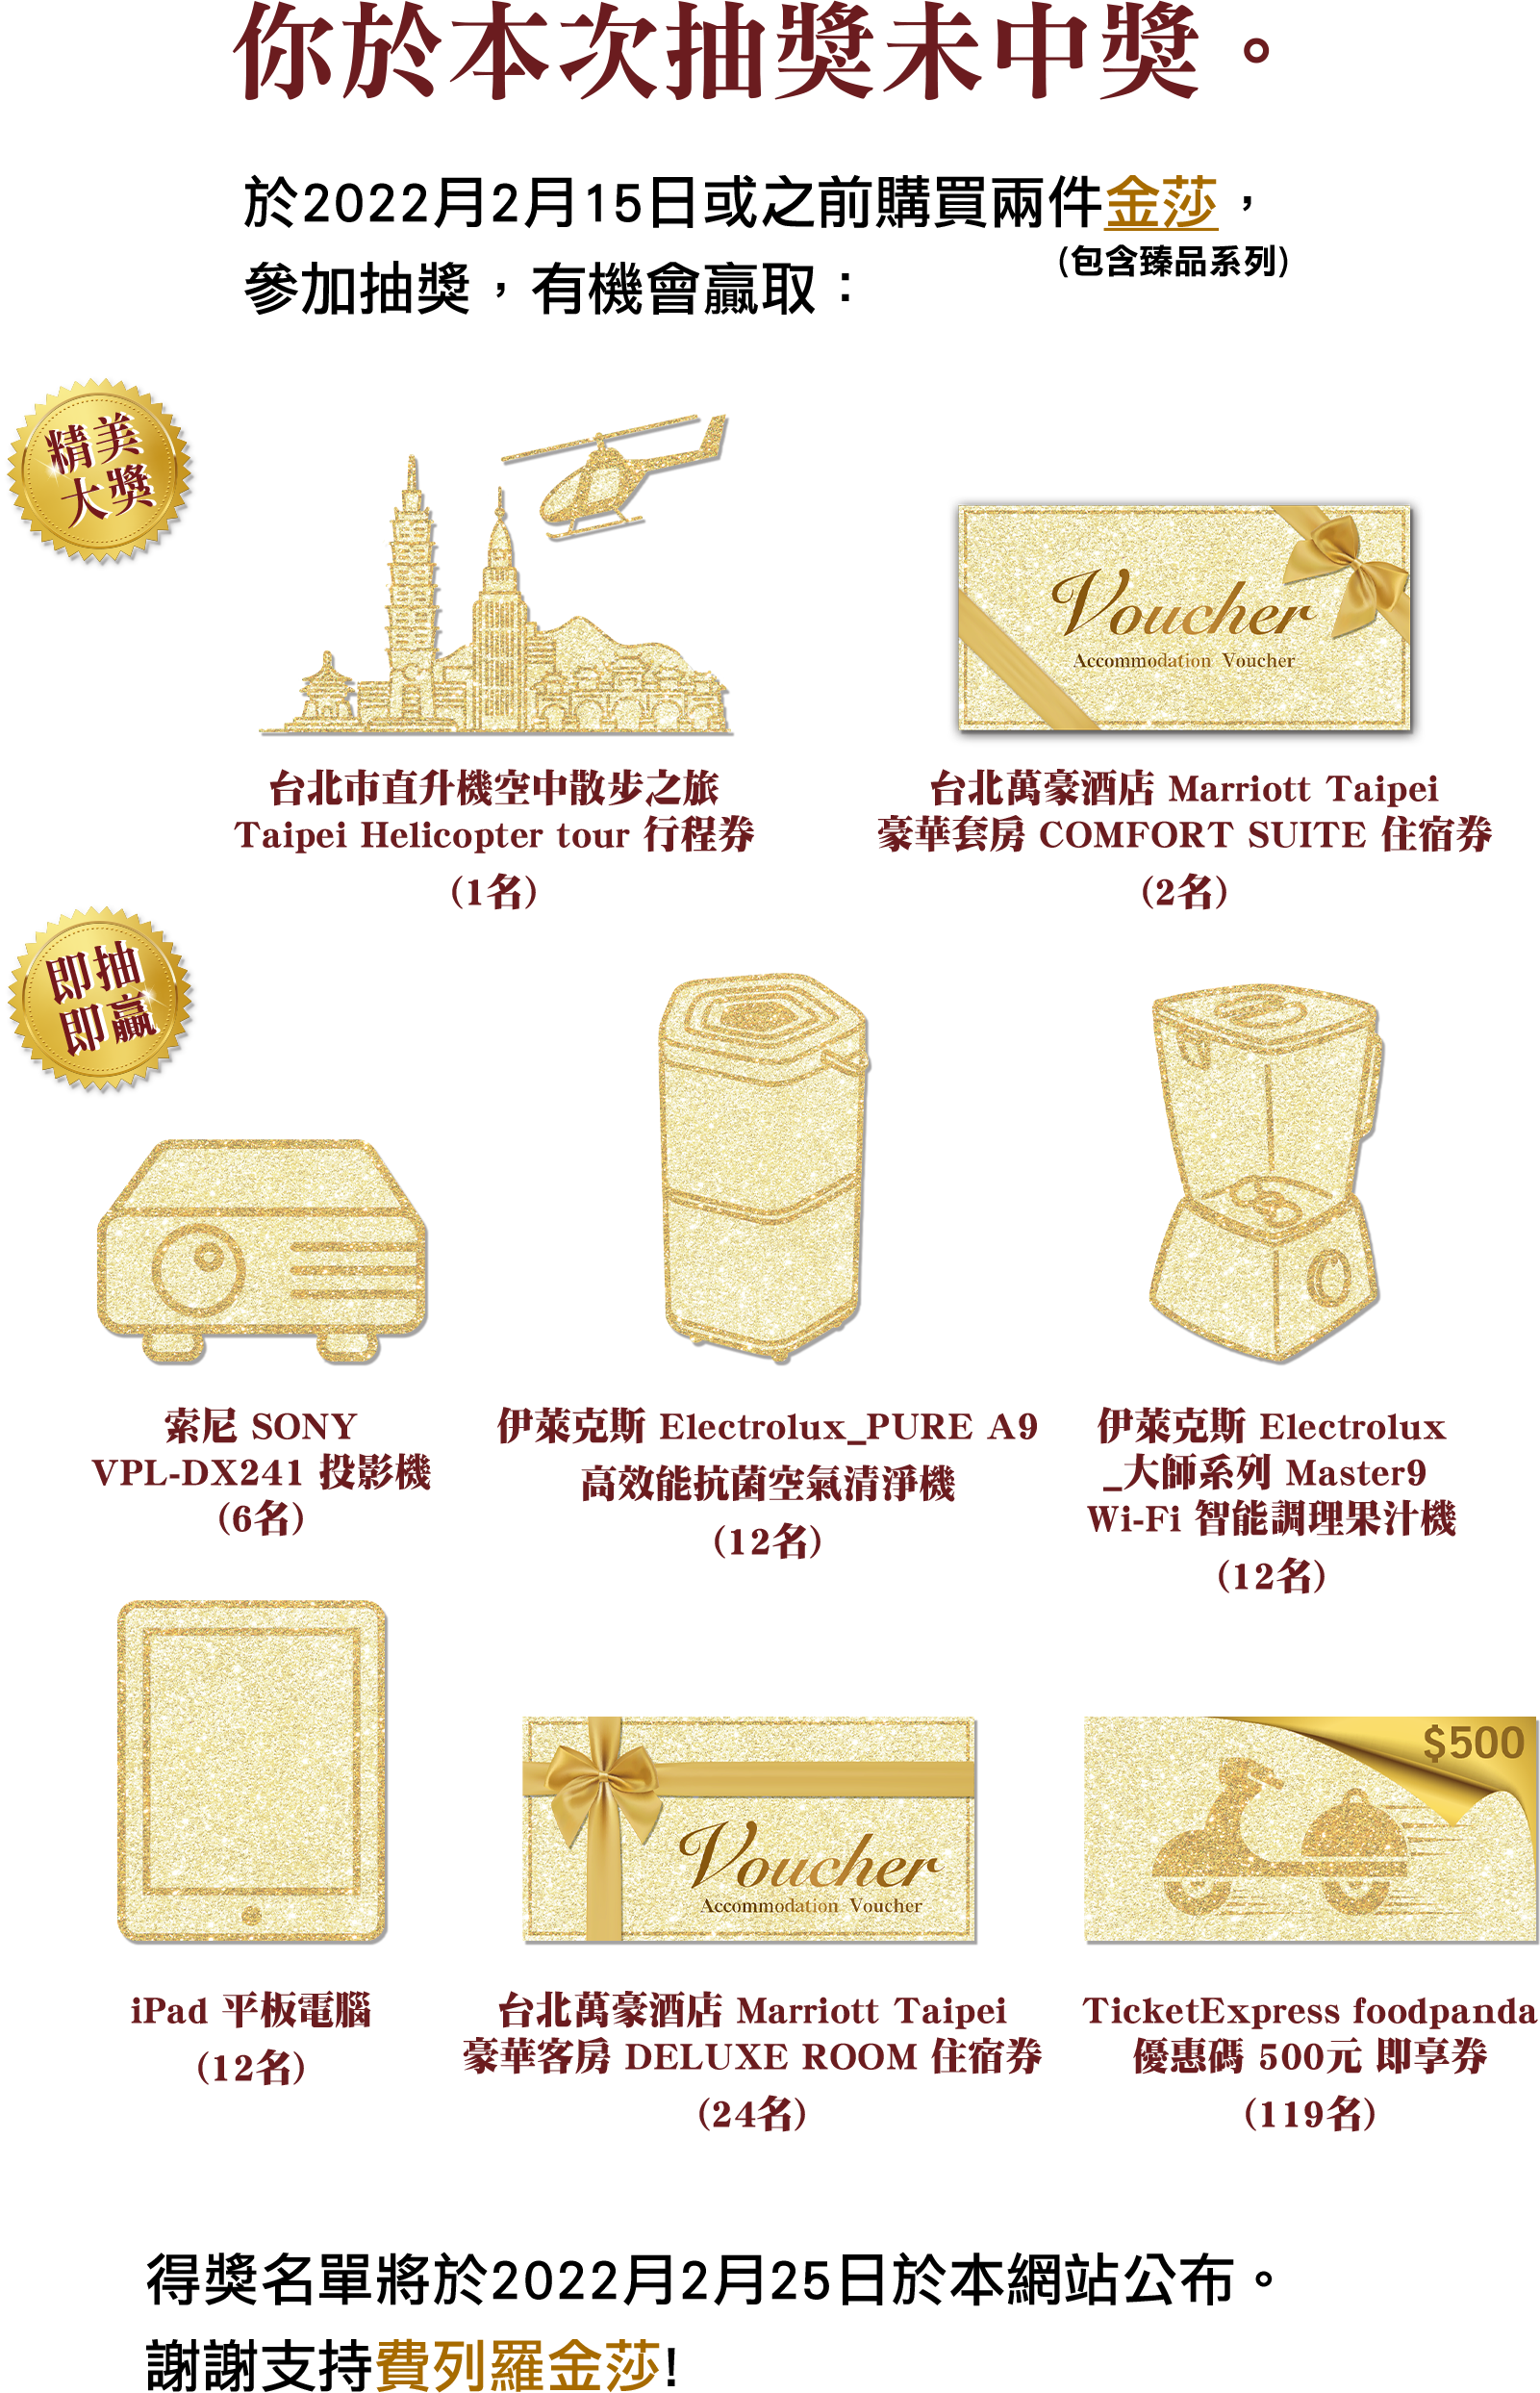 你於本次抽獎未中獎。
於2022月2月15日或之前購買兩件金莎，
(包含臻品系列)
參加抽獎，有機會贏取：
精美
大獎
Voucher
Accommodation Voucher
台北市直升機空中散步之旅
Taipei Helicopter tour 行程券
(1名)
台北萬豪酒店 Marriott Taipei
豪華套房 COMFORT SUITE 住宿券
(2名)
即抽
即贏
索尼 SONY
VPL-DX241 投影機
(6名)
伊萊克斯 Electrolux_PURE A9
高效能抗菌空氣清淨機
(12名)
伊萊克斯 Electrolux
_大師系列 Master9
Wi-Fi 智能調理果汁機
(12名)
Voucher
Accommodation Voucher
$500
iPad 平板電腦
(12名)
台北萬豪酒店 Marriott Taipei
豪華客房 DELUXE ROOM 住宿券
(24名)
TicketExpress foodpanda
優惠碼 500元 即享券
(119名)
得獎名單將於2022月2月25日於本網站公布。
謝謝支持費列羅金莎!